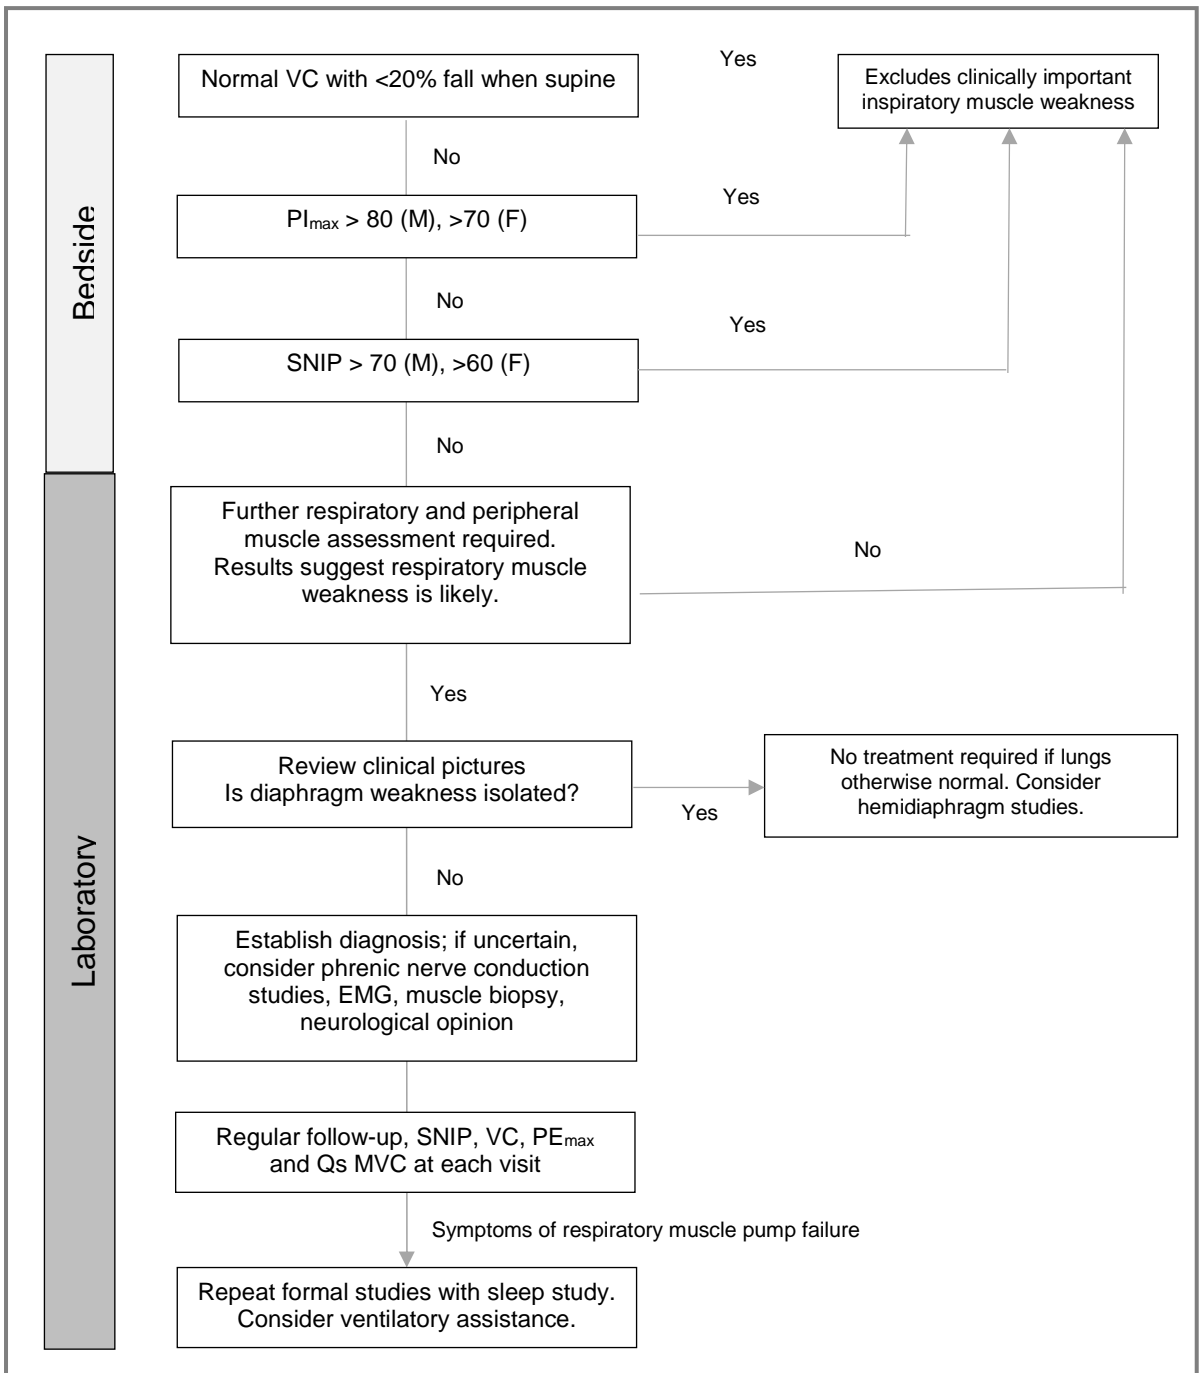 Normal VC with <20% fall when supine
Yes
Excludes clinically important
inspiratory muscle weakness
No
Bedside
PImax > 80 (M), >70 (F)
Yes
No
SNIP > 70 (M), >60 (F)
Yes
No
Laboratory
Further respiratory and peripheral
muscle assessment required.
Results suggest respiratory muscle
weakness is likely.
No
Yes
Review clinical pictures
Is diaphragm weakness isolated?
Yes
No treatment required if lungs
otherwise normal. Consider
hemidiaphragm studies.
No
Establish diagnosis; if uncertain,
consider phrenic nerve conduction
studies, EMG, muscle biopsy,
neurological opinion
Regular follow-up, SNIP, VC, PEmax
and Qs MVC at each visit
Symptoms of respiratory muscle pump failure
Repeat formal studies with sleep study.
Consider ventilatory assistance.